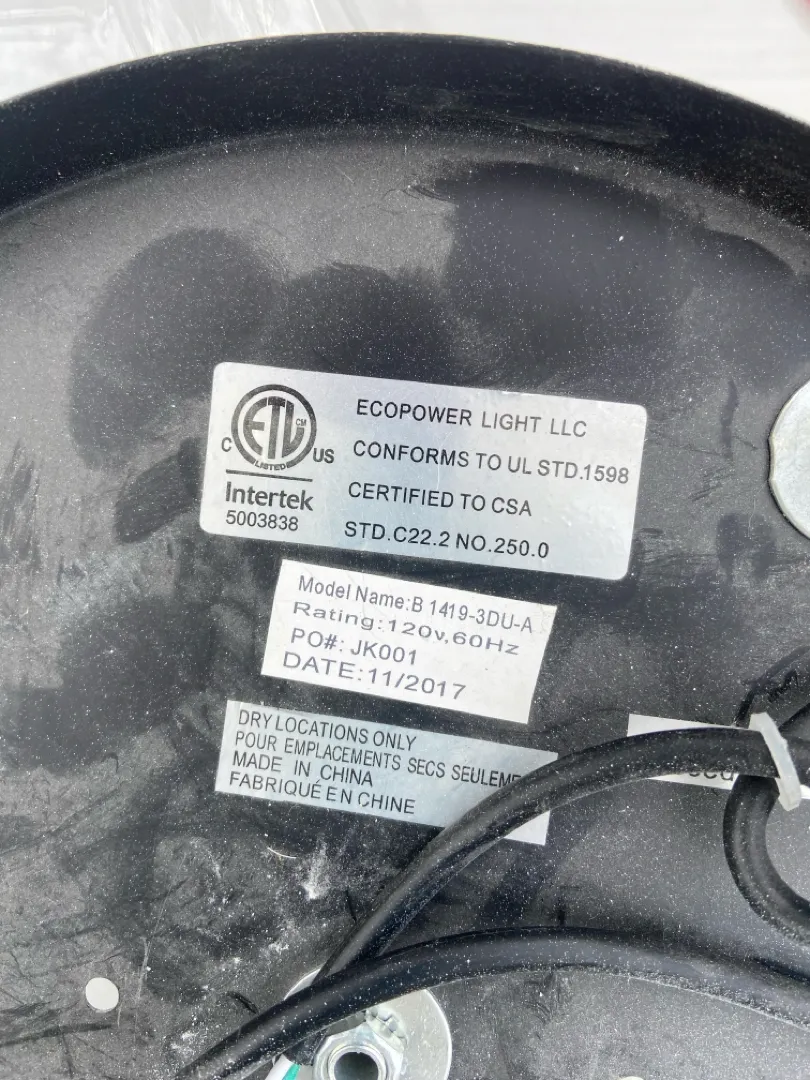 ETL CM
LISTED
C US
Intertek
5003838
ECOPOWER LIGHT LLC
CONFORMS TO UL STD.1598
CERTIFIED TO CSA
STD.C22.2 NO.250.0
Model Name:B 1419-3DU-A
Rating:120v,60Hz
PO#: JK001
DATE:11/2017
DRY LOCATIONS ONLY
POUR EMPLACEMENTS SECS SEULEME
MADE IN CHINA
FABRIQUÉ EN CHINE